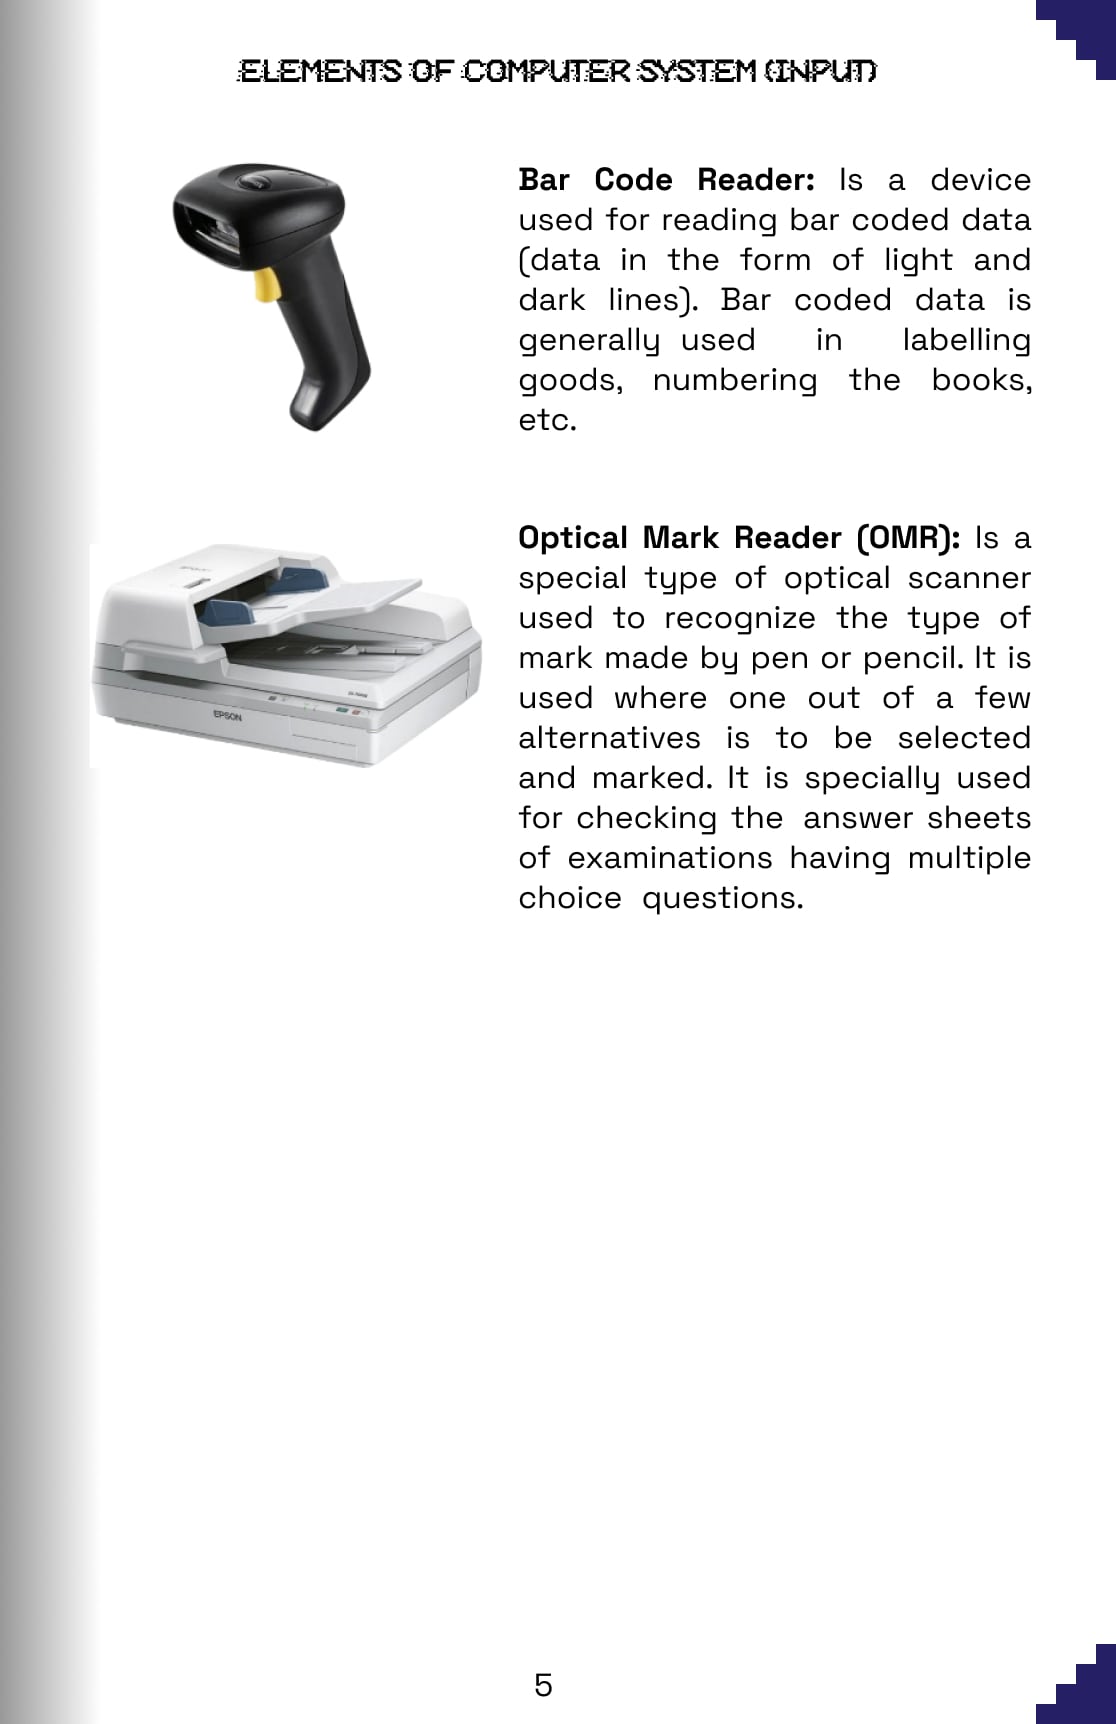 ELEMENTS OF COMPUTER SYSTEM (INPUT)
Bar Code Reader: Is a device
used for reading bar coded data
(data in the form of light and
dark lines). Bar coded data is
generally used in labelling
goods, numbering the books,
etc.
Optical Mark Reader (OMR): Is a
special type of optical scanner
used to recognize the type of
mark made by pen or pencil. It is
used where one out of a few
alternatives is to be selected
and marked. It is specially used
for checking the answer sheets
of examinations having multiple
choice questions.
EPSON
5